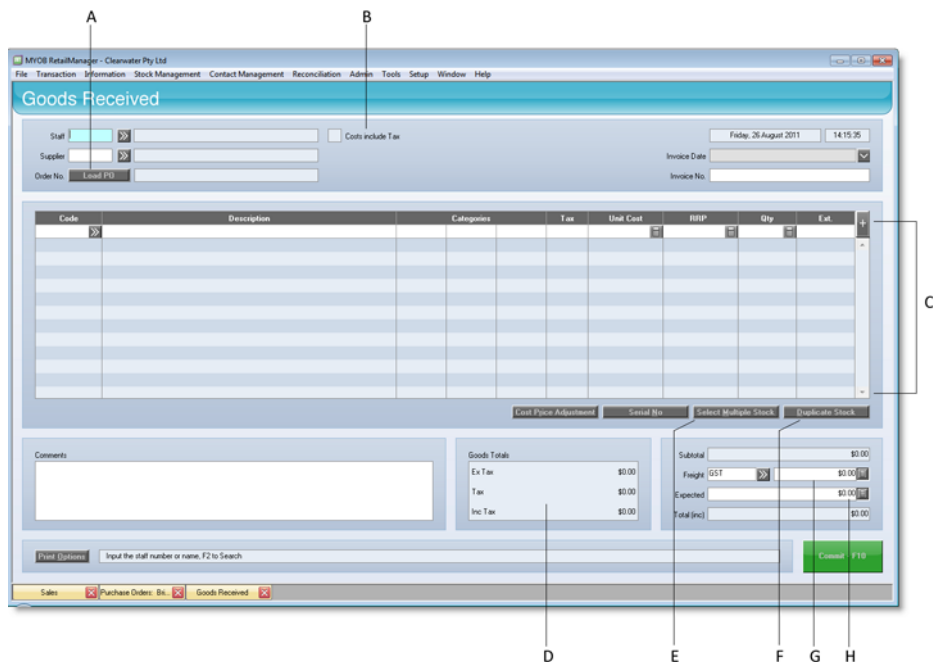 A B
MYOB RetailManager - Clearwater Pty Ltd
File Transaction Information Stock Management Contact Management Reconciliation Admin Tools Setup Window Help
Goods Received
Staff Costs include Tax Friday, 26 August 2011 14:15:35
Supplier Invoice Date
Order No. Load PO Invoice No.
Code Description Categories Tax Unit Cost RRP Qty Ext. +
C
Cost Price Adjustment Serial No Select Multiple Stock Duplicate Stock
Comments Goods Totals Subtotal $0.00
Ex Tax $0.00 Freight GST $0.00
Tax $0.00 Expected $0.00
Inc Tax $0.00 Total (inc) $0.00
Print Options Input the staff number or name, F2 to Search Commit F10
Sales Purchase Orders: Bri... Goods Received
D E F G H